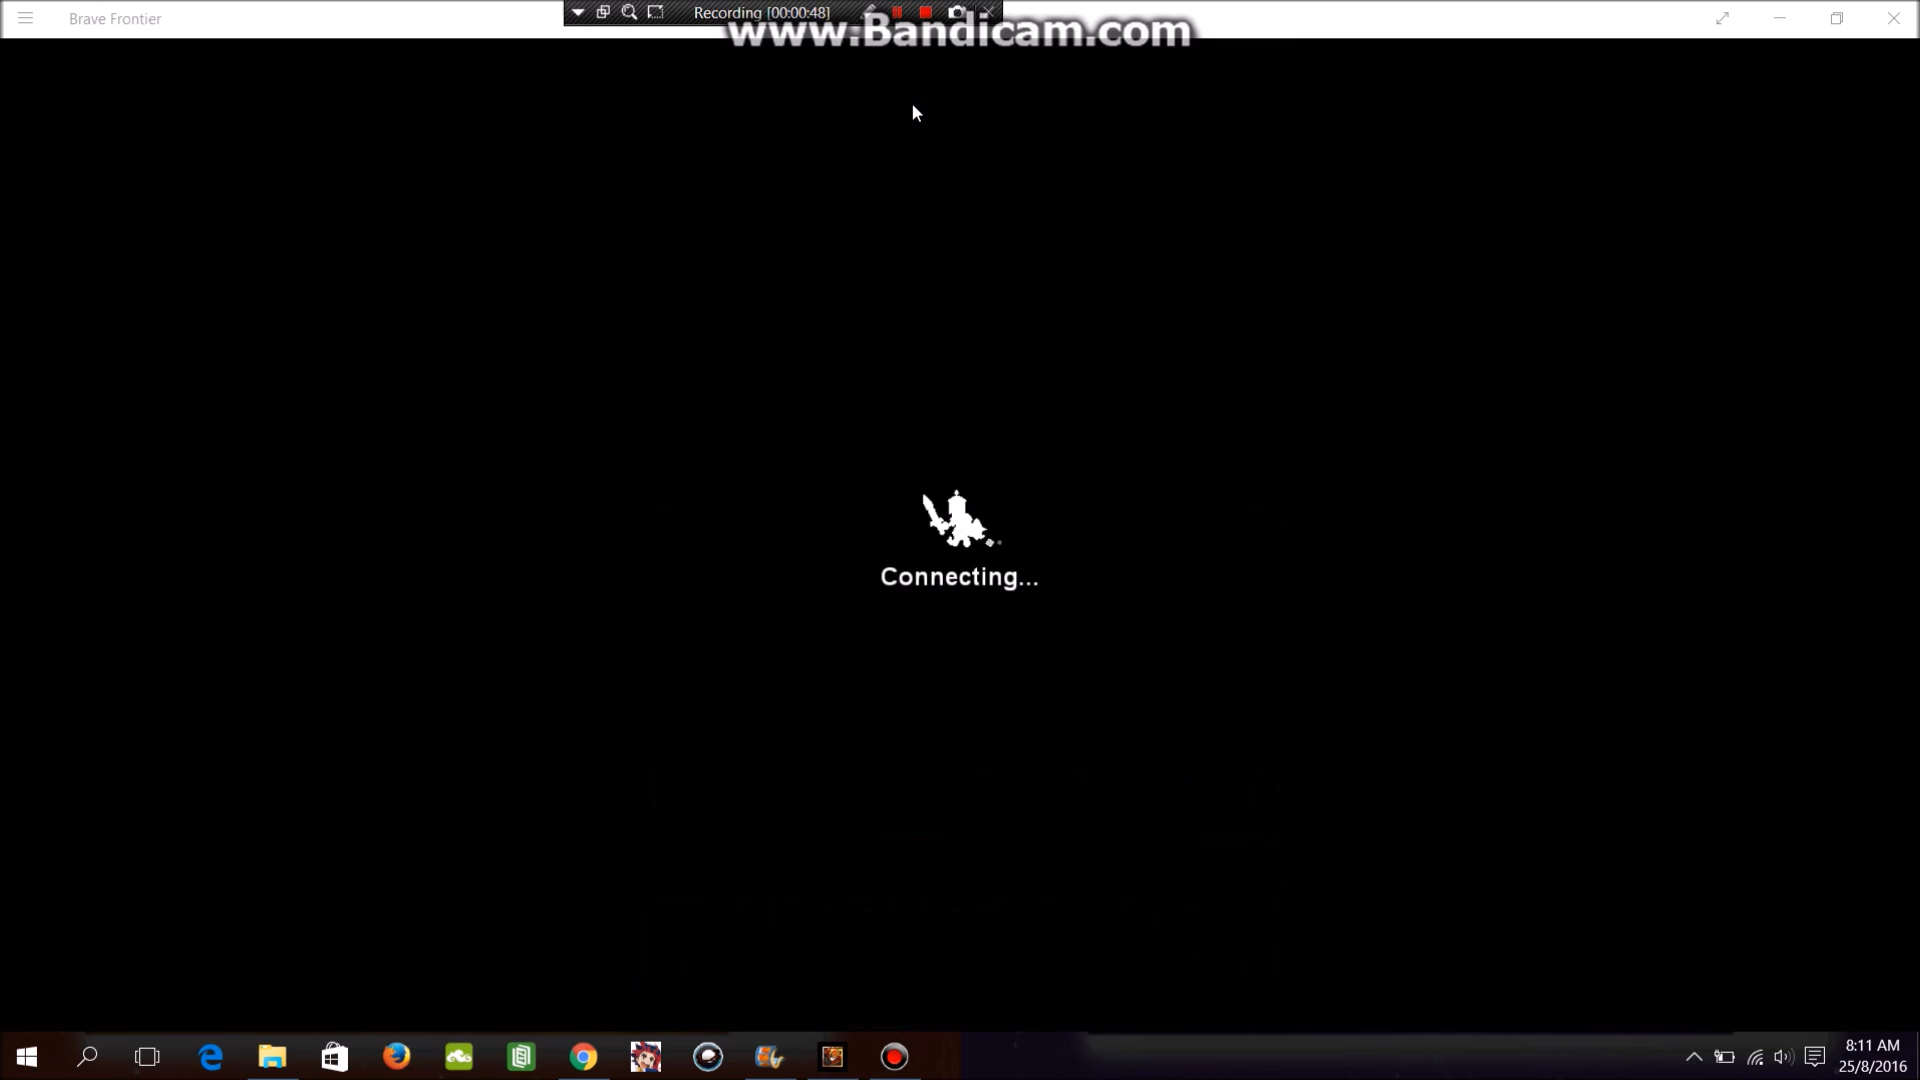 Brave Frontier
Recording [00:00:48]
www.Bandicam.com
Connecting...
8:11 AM
25/8/2016